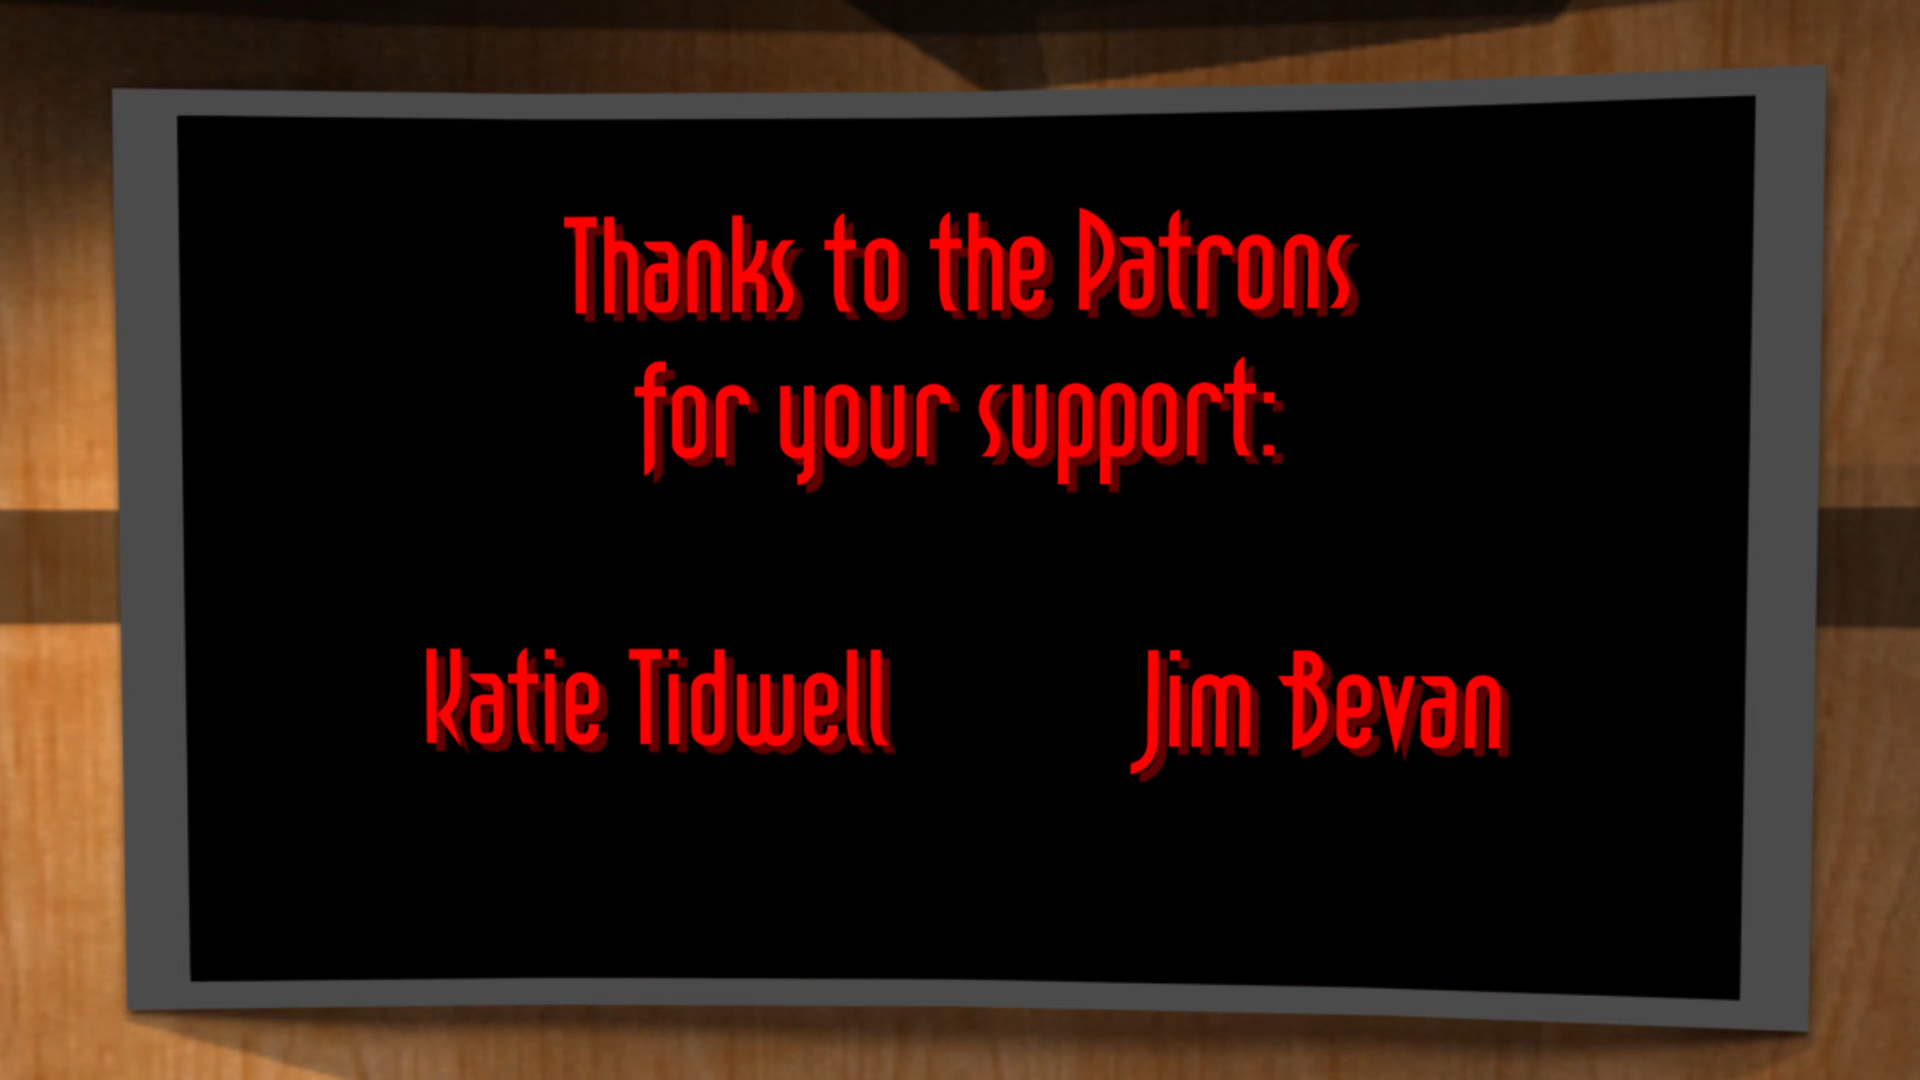 Thanks to the Patrons
for your support:
Katie Tidwell Jim Bevan